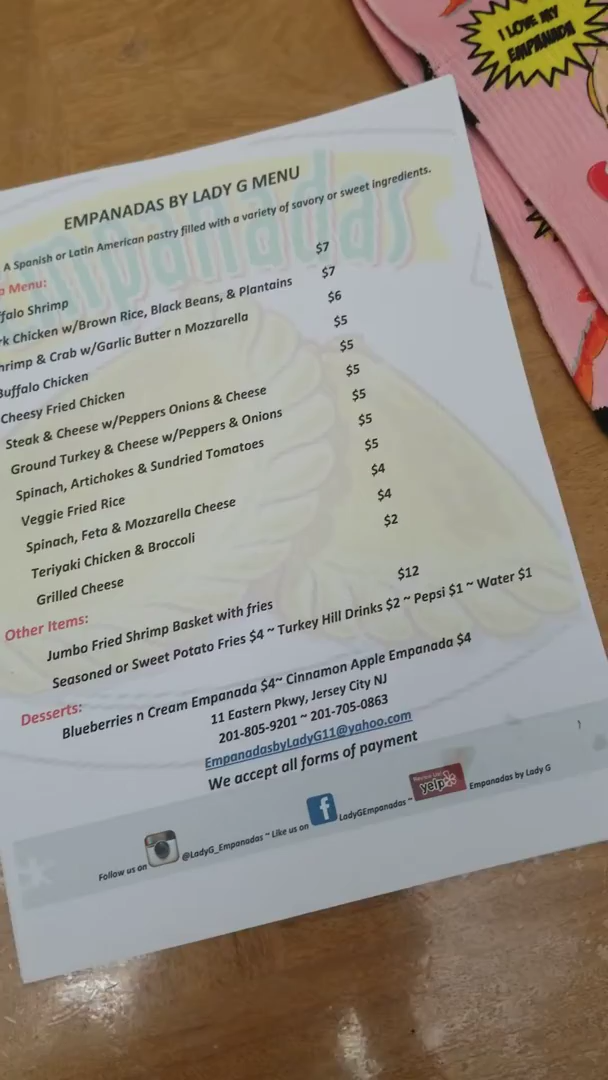 I LOVE MY
EMPANADA
Empanadas
EMPANADAS BY LADY G MENU
A Spanish or Latin American pastry filled with a variety of savory or sweet ingredients.
a Menu:
ffalo Shrimp $7
rk Chicken w/Brown Rice, Black Beans, & Plantains $7
hrimp & Crab w/Garlic Butter n Mozzarella $6
Buffalo Chicken $5
Cheesy Fried Chicken $5
Steak & Cheese w/Peppers Onions & Cheese $5
Ground Turkey & Cheese w/Peppers & Onions $5
Spinach, Artichokes & Sundried Tomatoes $5
Veggie Fried Rice $5
Spinach, Feta & Mozzarella Cheese $4
Teriyaki Chicken & Broccoli $4
Grilled Cheese $2
Other Items:
Jumbo Fried Shrimp Basket with fries $12
Seasoned or Sweet Potato Fries $4 ~ Turkey Hill Drinks $2 ~ Pepsi $1 ~ Water $1
Desserts:
Blueberries n Cream Empanada $4~ Cinnamon Apple Empanada $4
11 Eastern Pkwy, Jersey City NJ
201-805-9201 ~ 201-705-0863
EmpanadasbyLadyG11@yahoo.com
We accept all forms of payment
Follow us on @LadyG_Empanadas ~ Like us on f LadyGEmpanadas ~ Review Us! yelp Empanadas by Lady G